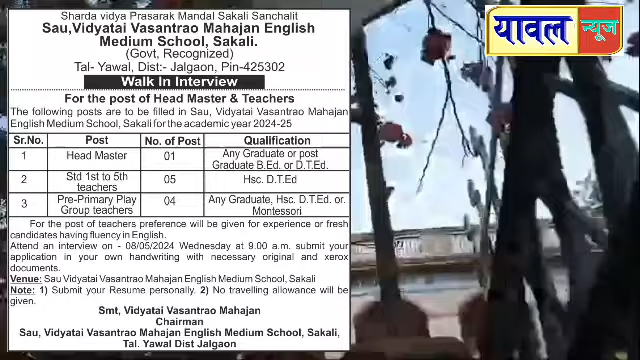 Sharda vidya Prasarak Mandal Sakali Sanchalit
Sau,Vidyatai Vasantrao Mahajan English
Medium School, Sakali.
(Govt, Recognized)
Tal- Yawal, Dist:- Jalgaon, Pin-425302
Walk In Interview
For the post of Head Master & Teachers
The following posts are to be filled in Sau, Vidyatai Vasantrao Mahajan
English Medium School, Sakali for the academic year 2024-25
Sr.No. Post No. of Post Qualification
1 Head Master 01 Any Graduate or post
Graduate B.Ed. or D.T.Ed.
2 Std 1st to 5th
teachers 05 Hsc. D.T.Ed
3 Pre-Primary Play
Group teachers 04 Any Graduate, Hsc. D.T.Ed. or.
Montessori
For the post of teachers preference will be given for experience or fresh
candidates having fluency in English.
Attend an interview on - 08/05/2024 Wednesday at 9.00 a.m. submit your
application in your own handwriting with necessary original and xerox
documents.
Venue: Sau Vidyatai Vasantrao Mahajan English Medium School, Sakali
Note: 1) Submit your Resume personally. 2) No travelling allowance will be
given.
Smt, Vidyatai Vasantrao Mahajan
Chairman
Sau, Vidyatai Vasantrao Mahajan English Medium School, Sakali,
Tal. Yawal Dist Jalgaon
यावल न्यूज